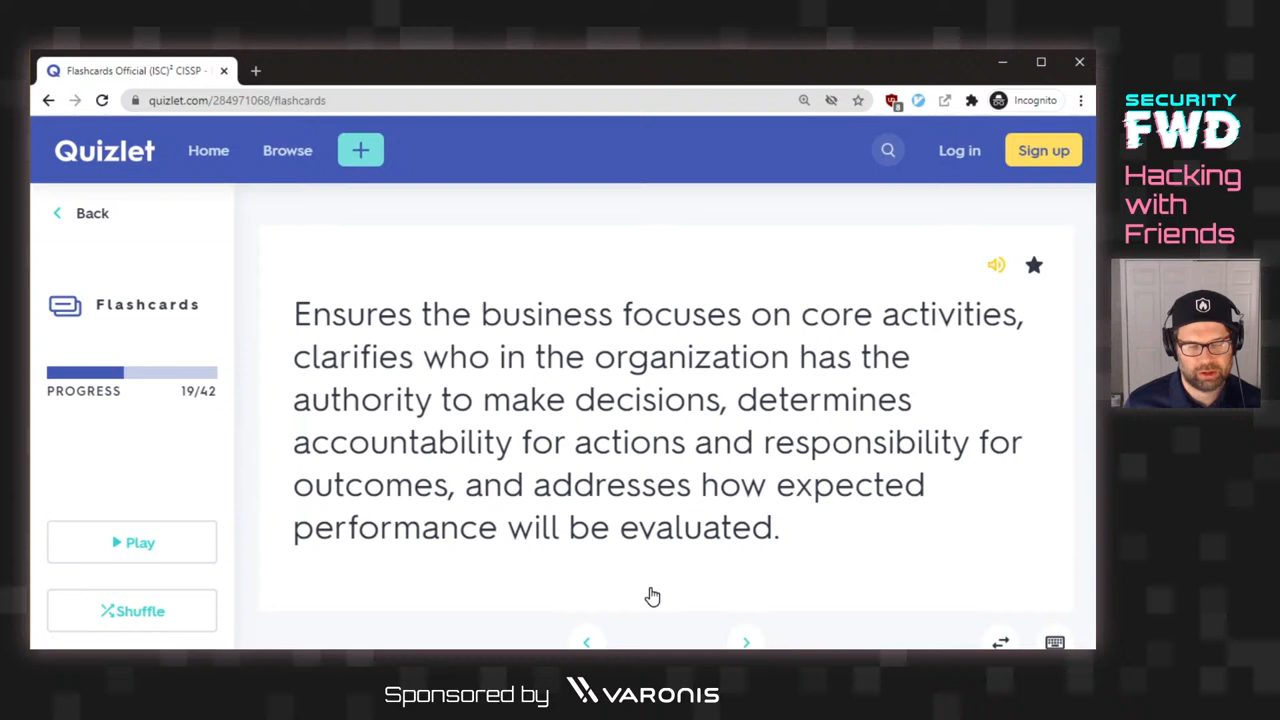 Flashcards Official (ISC)² CISSP -
quizlet.com/284971068/flashcards
Incognito
8
Quizlet
Home
Browse
Log in
Sign up
Back
Flashcards
PROGRESS
19/42
Play
Shuffle
Ensures the business focuses on core activities,
clarifies who in the organization has the
authority to make decisions, determines
accountability for actions and responsibility for
outcomes, and addresses how expected
performance will be evaluated.
SECURITY
FWD
Hacking
with
Friends
Sponsored by
VARONIS